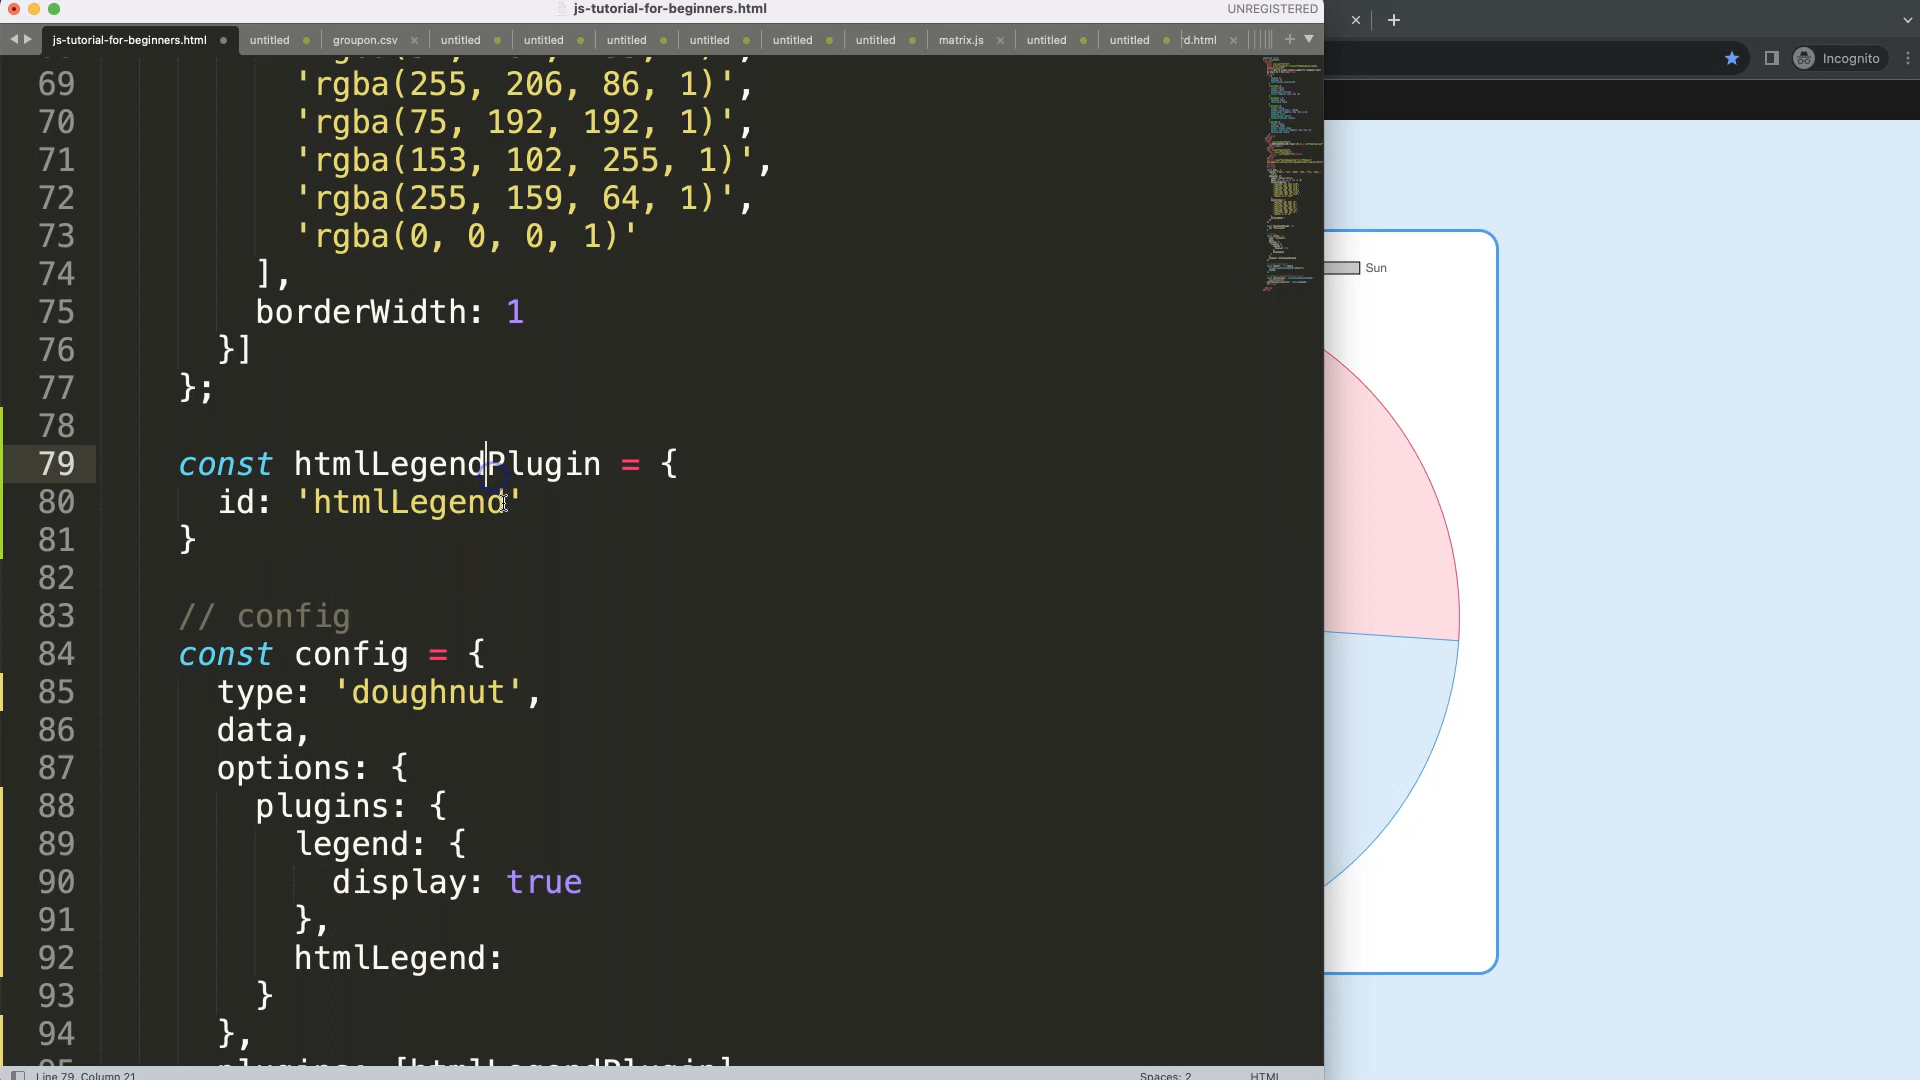 js-tutorial-for-beginners.html
UNREGISTERED
js-tutorial-for-beginners.html untitled groupon.csv untitled untitled untitled untitled untitled untitled matrix.js untitled untitled rd.html
Incognito
69 'rgba(255, 206, 86, 1)',
70 'rgba(75, 192, 192, 1)',
71 'rgba(153, 102, 255, 1)',
72 'rgba(255, 159, 64, 1)',
73 'rgba(0, 0, 0, 1)'
74 ],
75 borderWidth: 1
76 }]
77 };
78
79 const htmlLegendPlugin = {
80 id: 'htmlLegend'
81 }
82
83 // config
84 const config = {
85 type: 'doughnut',
86 data,
87 options: {
88 plugins: {
89 legend: {
90 display: true
91 },
92 htmlLegend:
93 }
94 },
plugins: [htmlLegendPlugin]
Line 79, Column 21
Spaces: 2
HTML
Sun